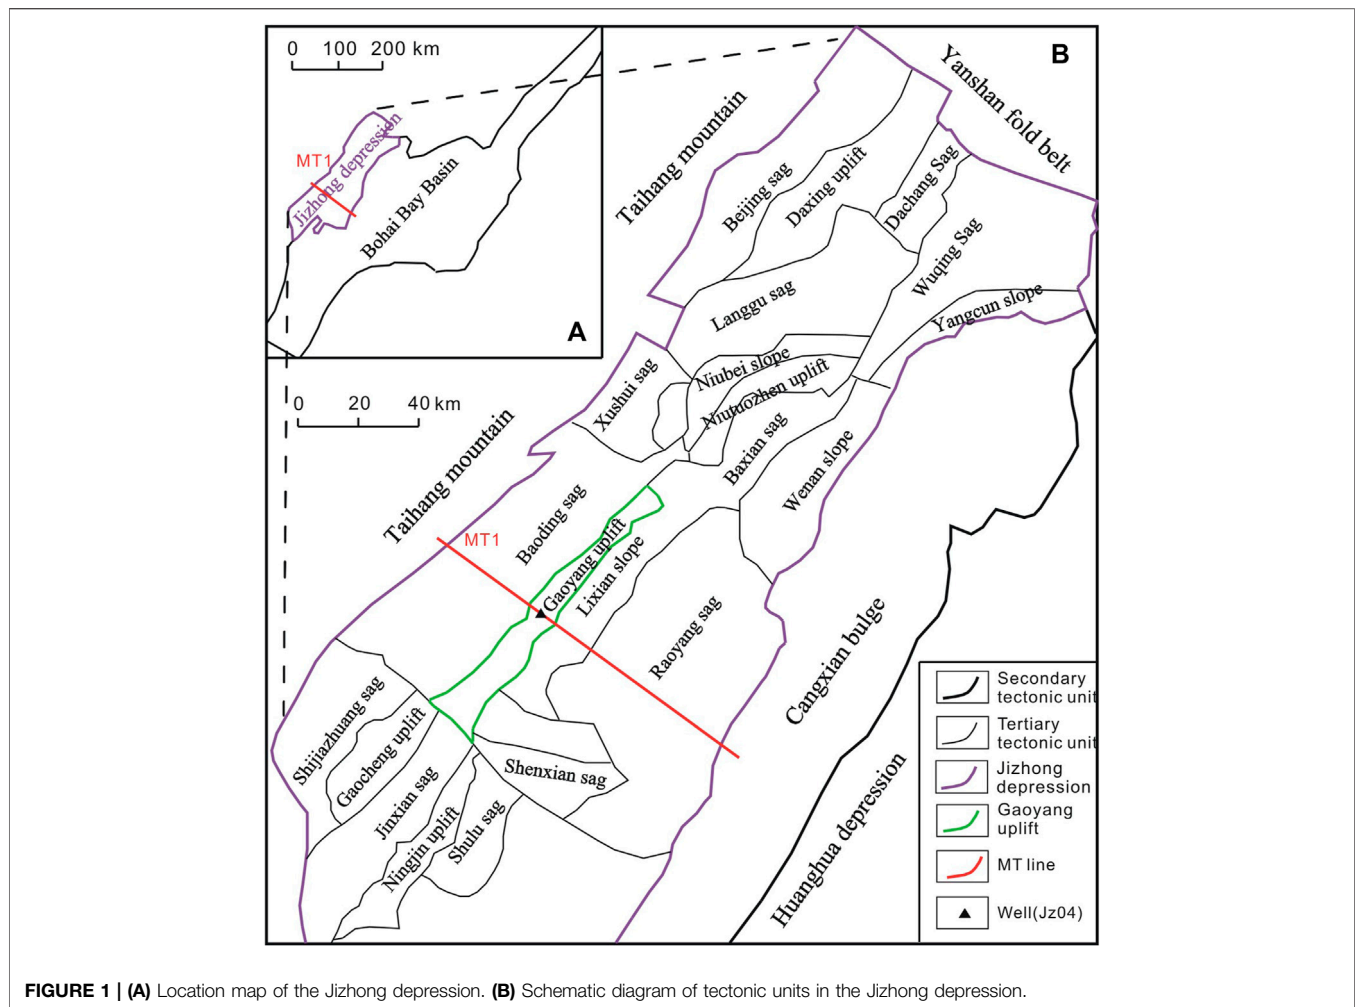 0 100 200 km
MT1
Jizhong depression
Bohai Bay Basin
A
B
Yanshan fold belt
Taihang mountain
Beijing sag
Daxing uplift
Dachang Sag
Wuqing Sag
Langgu sag
Yangcun slope
Niubei slope
Niutuozhen uplift
Xushui sag
0 20 40 km
Taihang mountain
Baxian sag
Wenan slope
Baoding sag
MT1
Gaoyang uplift
Lixian slope
Raoyang sag
Cangxian bulge
Shijiazhuang sag
Gaocheng uplift
Jinxian sag
Ningjin uplift
Shulu sag
Shenxian sag
Huanghua depression
Secondary
tectonic unit
Tertiary
tectonic unit
Jizhong
depression
Gaoyang
uplift
MT line
Well(Jz04)
FIGURE 1 | (A) Location map of the Jizhong depression. (B) Schematic diagram of tectonic units in the Jizhong depression.